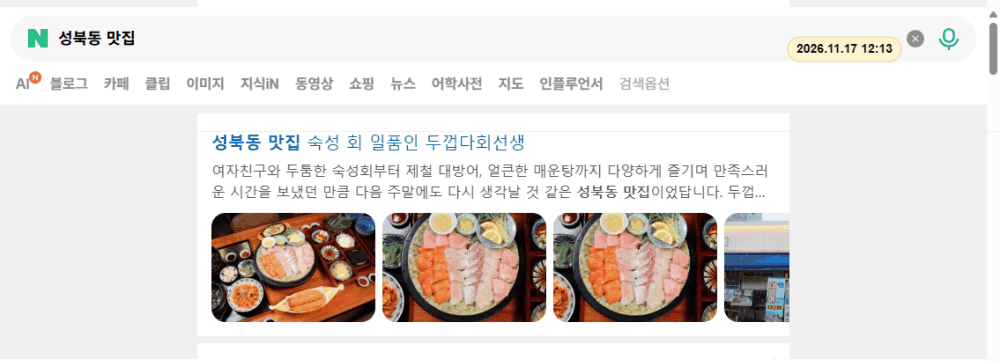 N 성북동 맛집
2026.11.17 12:13
AI N 블로그 카페 클립 이미지 지식iN 동영상 쇼핑 뉴스 어학사전 지도 인플루언서 검색옵션
성북동 맛집 숙성 회 일품인 두껍다회선생
여자친구와 두툼한 숙성회부터 제철 대방어, 얼큰한 매운탕까지 다양하게 즐기며 만족스러
운 시간을 보냈던 만큼 다음 주말에도 다시 생각날 것 같은 성북동 맛집이었답니다. 두껍...